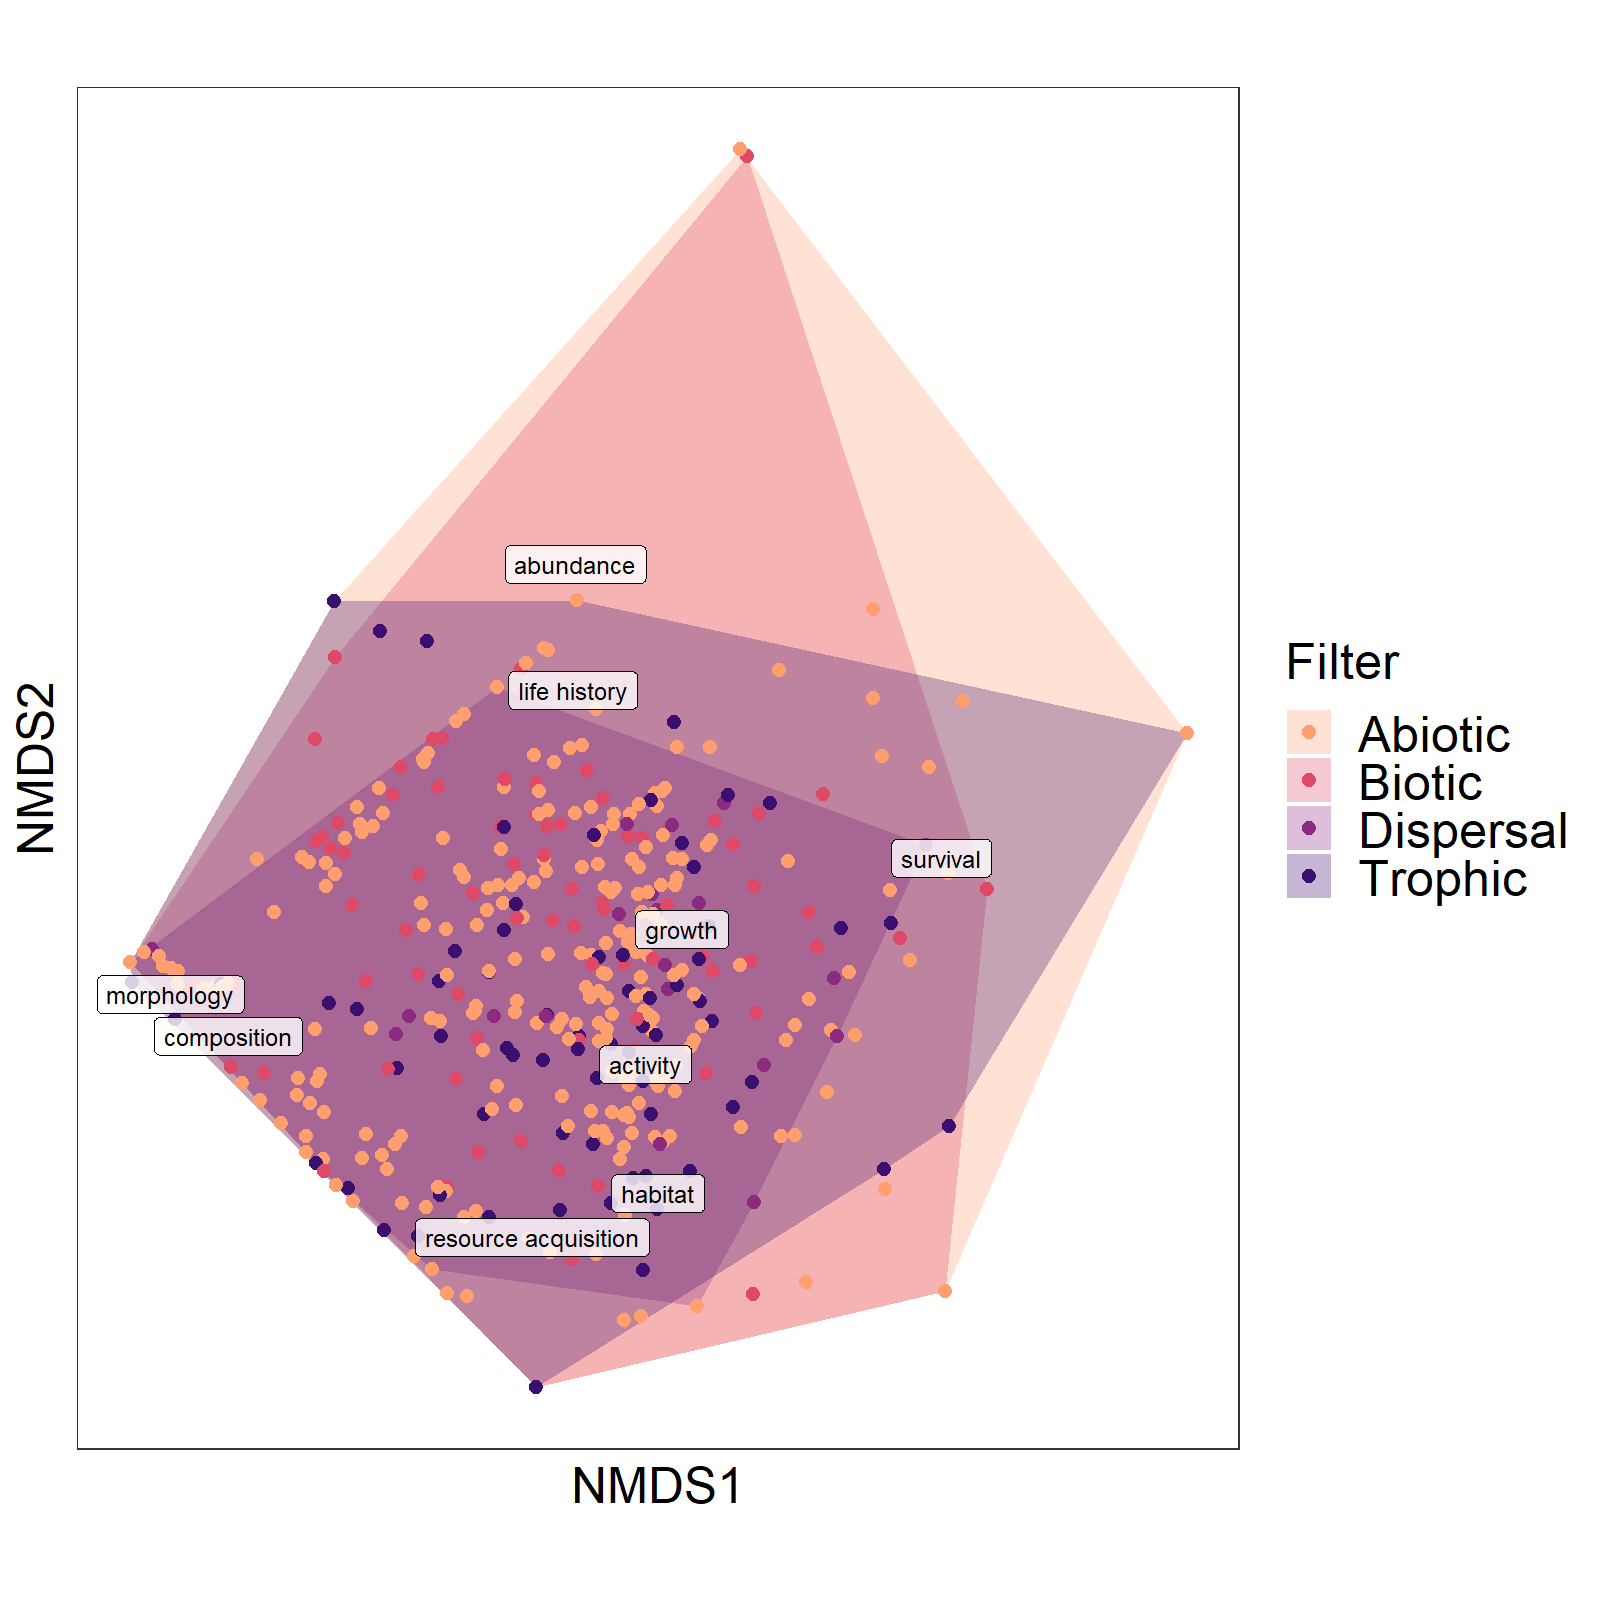 abundance
life history
survival
growth
morphology
composition
activity
habitat
resource acquisition
NMDS2
NMDS1
Filter
Abiotic
Biotic
Dispersal
Trophic